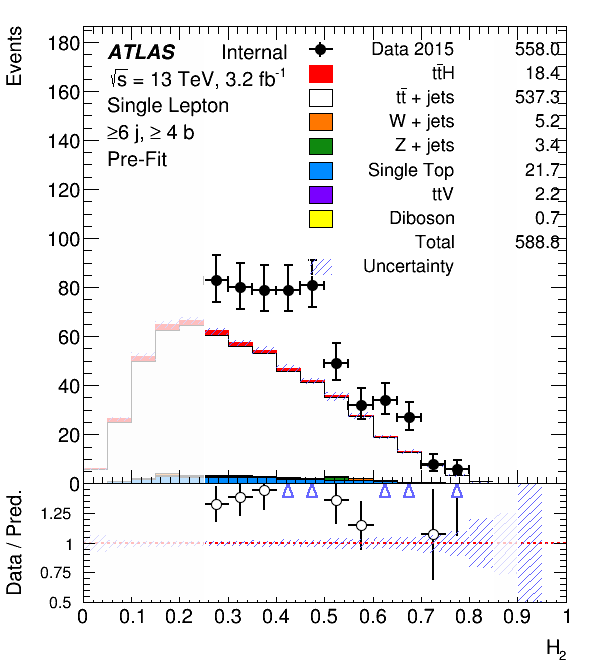 Events
ATLAS Internal
√s = 13 TeV, 3.2 fb-1
Single Lepton
≥6 j, ≥ 4 b
Pre-Fit
Data 2015 558.0
tt̄H 18.4
tt̄ + jets 537.3
W + jets 5.2
Z + jets 3.4
Single Top 21.7
ttV 2.2
Diboson 0.7
Total 588.8
Uncertainty
180
160
140
120
100
80
60
40
20
0
Data / Pred.
1.25
1
0.75
0.5
0 0.1 0.2 0.3 0.4 0.5 0.6 0.7 0.8 0.9 1
H2